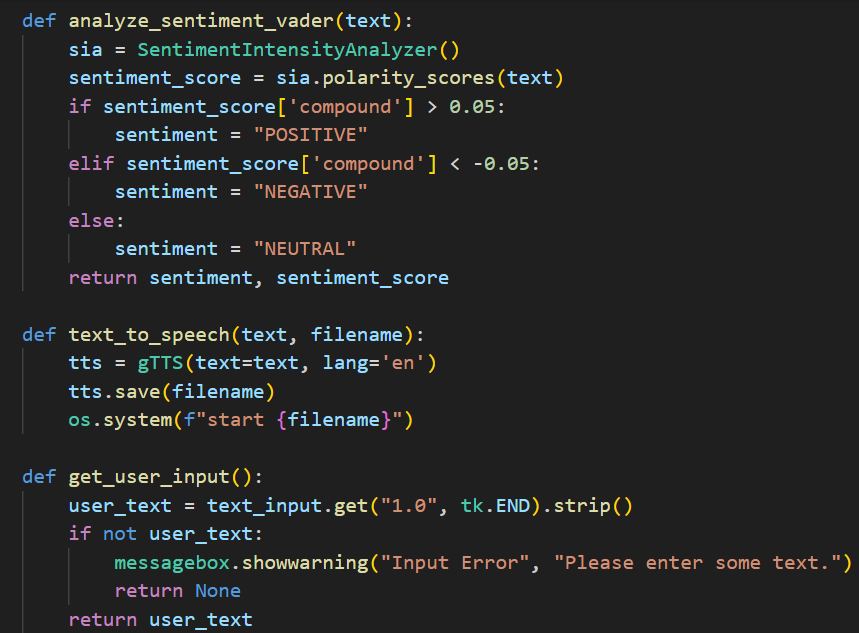 def analyze_sentiment_vader(text):
    sia = SentimentIntensityAnalyzer()
    sentiment_score = sia.polarity_scores(text)
    if sentiment_score['compound'] > 0.05:
        sentiment = "POSITIVE"
    elif sentiment_score['compound'] < -0.05:
        sentiment = "NEGATIVE"
    else:
        sentiment = "NEUTRAL"
    return sentiment, sentiment_score

def text_to_speech(text, filename):
    tts = gTTS(text=text, lang='en')
    tts.save(filename)
    os.system(f"start {filename}")

def get_user_input():
    user_text = text_input.get("1.0", tk.END).strip()
    if not user_text:
        messagebox.showwarning("Input Error", "Please enter some text.")
        return None
    return user_text